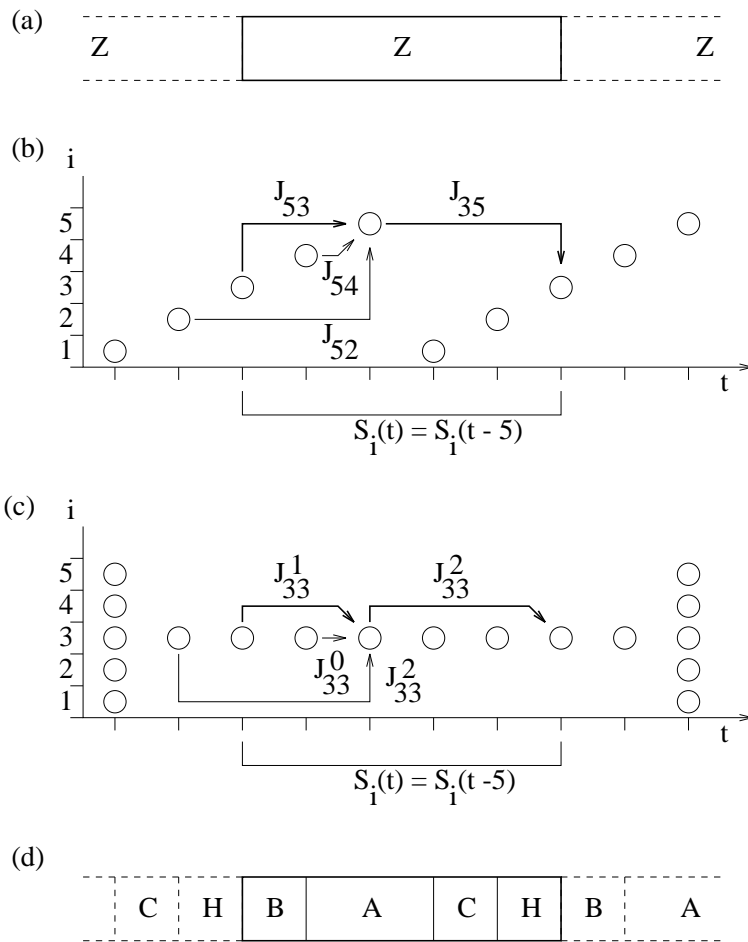 (a)
Z Z Z
(b)
i
J53 J35
5
4
J54
3
2
J52
1
t
Si(t) = Si(t - 5)
(c)
i
J33^1 J33^2
5
4
3
J33^0 J33^2
2
1
t
Si(t) = Si(t -5)
(d)
C H B A C H B A